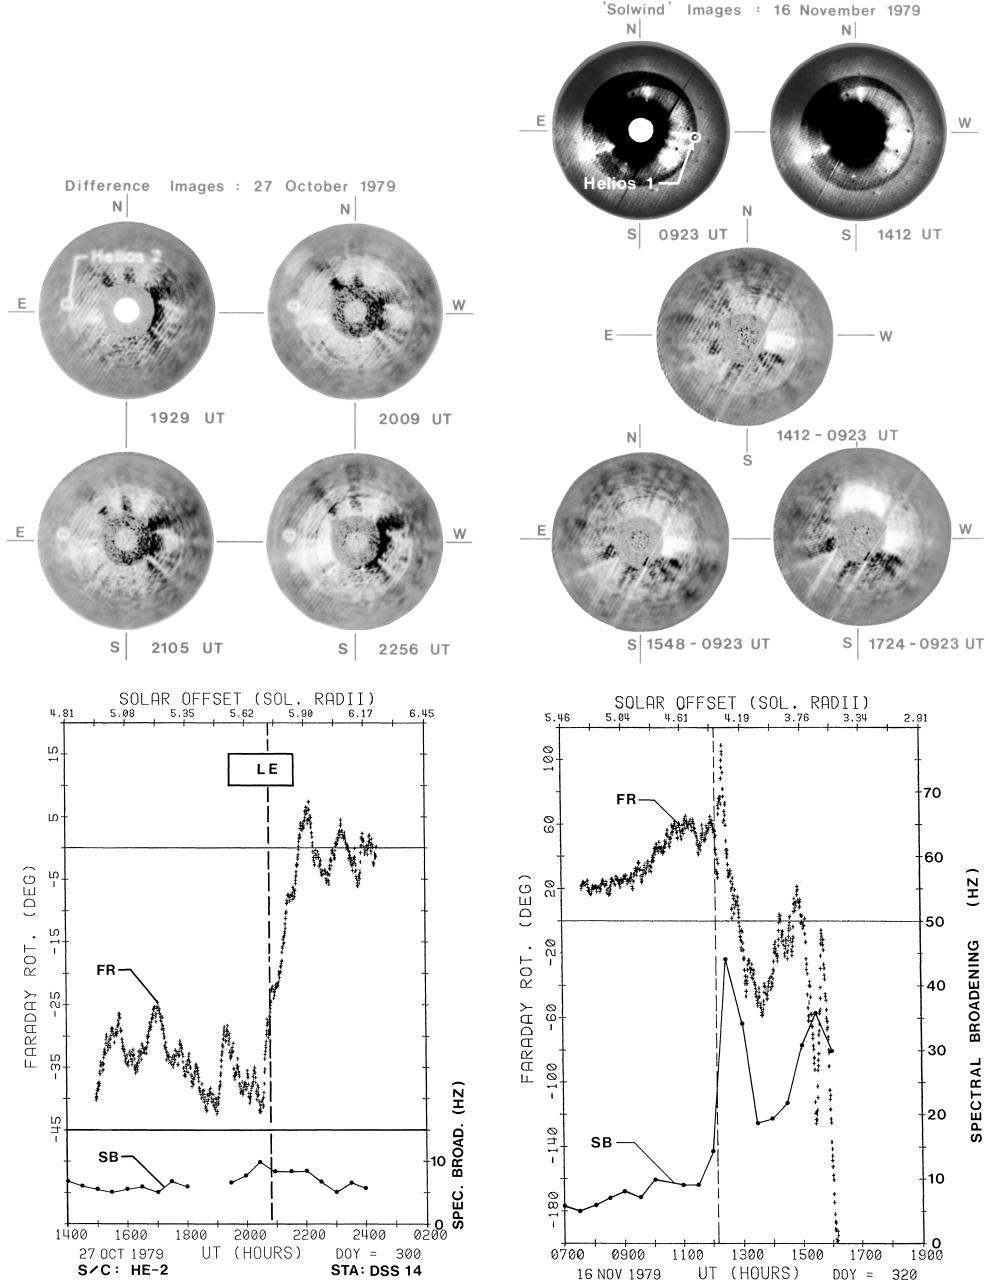 'Solwind' Images : 16 November 1979
N N
E W
Helios 1
S 0923 UT S 1412 UT
Difference Images : 27 October 1979
N N
Helios 2
E W
1929 UT 2009 UT
N
E W
1412 - 0923 UT
S
N
E W
S 2105 UT S 2256 UT
E W
S 1548 - 0923 UT S 1724 - 0923 UT
SOLAR OFFSET (SOL. RADII)
4.81 5.08 5.35 5.62 5.90 6.17 6.45
15
5
-5
-15
-25
-35
-45
FARADAY ROT. (DEG)
LE
FR
SB
10
0
SPEC. BROAD. (HZ)
1400 1600 1800 2000 2200 2400 0200
27 OCT 1979 UT (HOURS) DOY = 300
S/C: HE-2 STA: DSS 14
SOLAR OFFSET (SOL. RADII)
5.46 5.04 4.61 4.19 3.76 3.34 2.91
100
60
20
-20
-60
-100
-140
-180
FARADAY ROT. (DEG)
FR
SB
70
60
50
40
30
20
10
0
SPECTRAL BROADENING (HZ)
0700 0900 1100 1300 1500 1700 1900
16 NOV 1979 UT (HOURS) DOY = 320